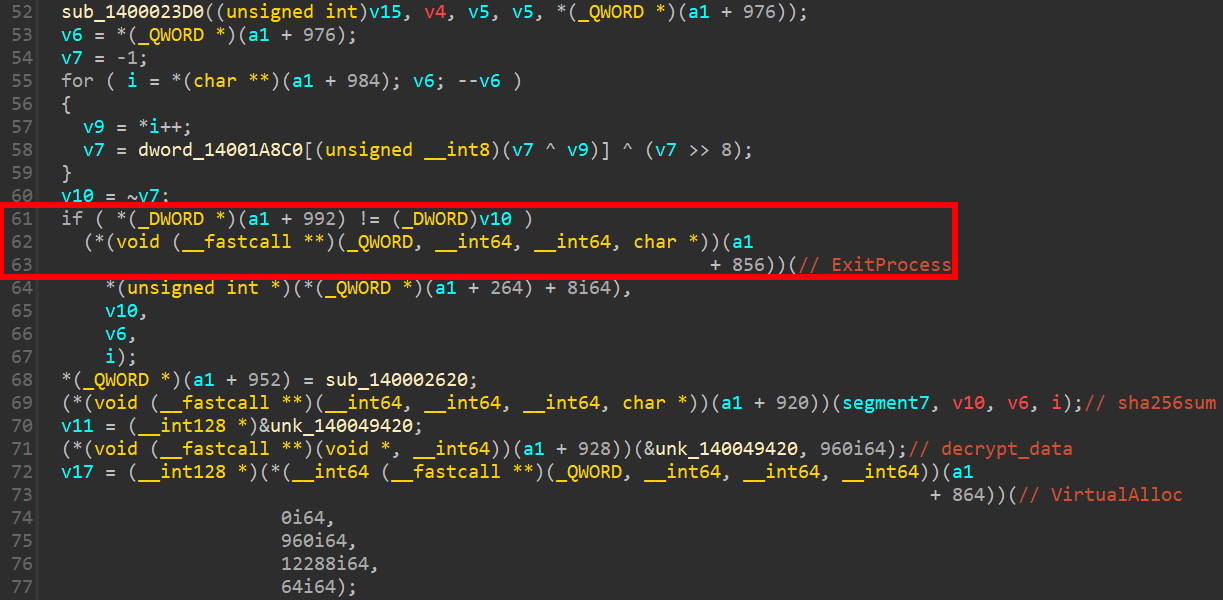 52 sub_1400023D0((unsigned int)v15, v4, v5, v5, *(_QWORD *)(a1 + 976));
53 v6 = *(_QWORD *)(a1 + 976);
54 v7 = -1;
55 for ( i = *(char **)(a1 + 984); v6; --v6 )
56 {
57 v9 = *i++;
58 v7 = dword_14001A8C0[(unsigned __int8)(v7 ^ v9)] ^ (v7 >> 8);
59 }
60 v10 = ~v7;
61 if ( *(_DWORD *)(a1 + 992) != (_DWORD)v10 )
62 (*(void (__fastcall **)(_QWORD, __int64, __int64, char *))(a1
63 + 856))(// ExitProcess
64 *(unsigned int *)(*(_QWORD *)(a1 + 264) + 8i64),
65 v10,
66 v6,
67 i);
68 *(_QWORD *)(a1 + 952) = sub_140002620;
69 (*(void (__fastcall **)(__int64, __int64, __int64, char *))(a1 + 920))(segment7, v10, v6, i);// sha256sum
70 v11 = (__int128 *)&unk_140049420;
71 (*(void (__fastcall **)(void *, __int64))(a1 + 928))(&unk_140049420, 960i64);// decrypt_data
72 v17 = (__int128 *)(*(__int64 (__fastcall **)(_QWORD, __int64, __int64, __int64))(a1
73 + 864))(// VirtualAlloc
74 0i64,
75 960i64,
76 12288i64,
77 64i64);